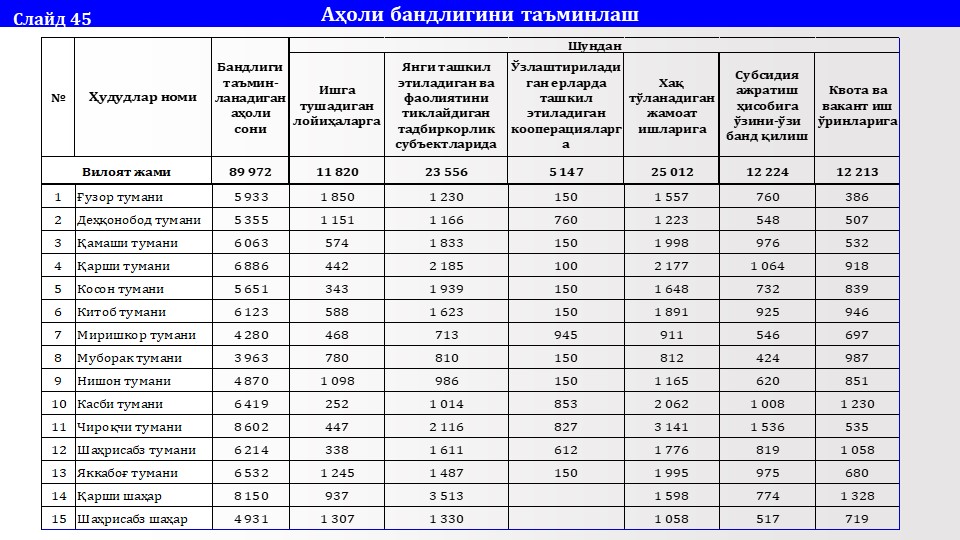 Слайд 45
Аҳоли бандлигини таъминлаш
№
Ҳудудлар номи
Бандлиги
таъмин-
ланадиган
аҳоли
сони
Шундан
Ишга
тушадиган
лойиҳаларга
Янги ташкил
этиладиган ва
фаолиятини
тиклайдиган
тадбиркорлик
субъектларида
Ўзлаштирилади
ган ерларда
ташкил
этиладиган
кооперацияларг
а
Хақ
тўланадиган
жамоат
ишларига
Субсидия
ажратиш
ҳисобига
ўзини-ўзи
банд қилиш
Квота ва
вакант иш
ўринларига
Вилоят жами 89 972 11 820 23 556 5 147 25 012 12 224 12 213
1 Ғузор тумани 5 933 1 850 1 230 150 1 557 760 386
2 Деҳқонобод тумани 5 355 1 151 1 166 760 1 223 548 507
3 Қамаши тумани 6 063 574 1 833 150 1 998 976 532
4 Қарши тумани 6 886 442 2 185 100 2 177 1 064 918
5 Косон тумани 5 651 343 1 939 150 1 648 732 839
6 Китоб тумани 6 123 588 1 623 150 1 891 925 946
7 Миришкор тумани 4 280 468 713 945 911 546 697
8 Муборак тумани 3 963 780 810 150 812 424 987
9 Нишон тумани 4 870 1 098 986 150 1 165 620 851
10 Касби тумани 6 419 252 1 014 853 2 062 1 008 1 230
11 Чироқчи тумани 8 602 447 2 116 827 3 141 1 536 535
12 Шаҳрисабз тумани 6 214 338 1 611 612 1 776 819 1 058
13 Яккабоғ тумани 6 532 1 245 1 487 150 1 995 975 680
14 Қарши шаҳар 8 150 937 3 513 1 598 774 1 328
15 Шаҳрисабз шаҳар 4 931 1 307 1 330 1 058 517 719